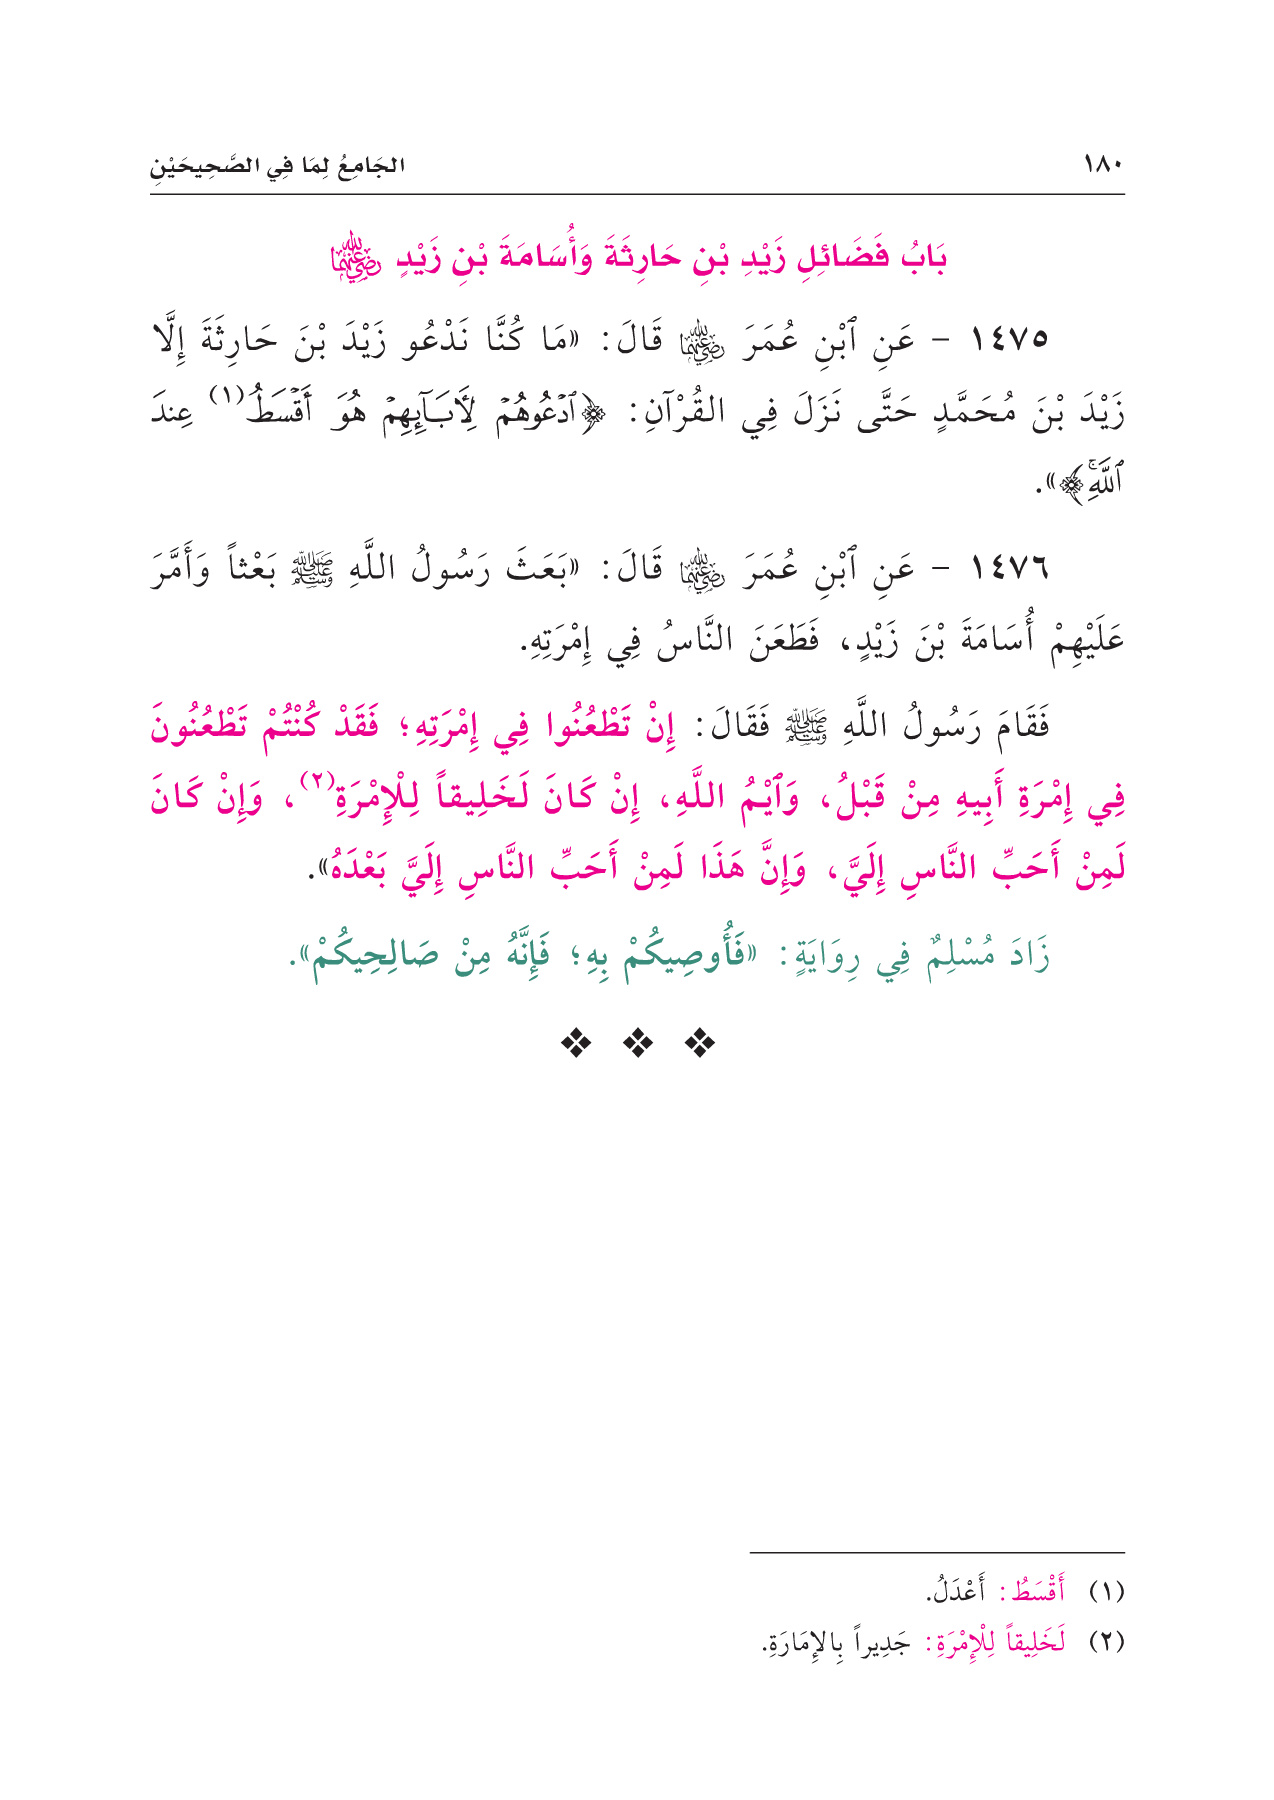 ١٨٠ الجَامِعُ لِمَا فِي الصَّحِيحَيْنِ
بَابُ فَضَائِلِ زَيْدِ بْنِ حَارِثَةَ وَأُسَامَةَ بْنِ زَيْدٍ رضي الله عنهما
١٤٧٥ - عَنِ ٱبْنِ عُمَرَ رضي الله عنهما قَالَ: «مَا كُنَّا نَدْعُو زَيْدَ بْنَ حَارِثَةَ إِلَّا
زَيْدَ بْنَ مُحَمَّدٍ حَتَّى نَزَلَ فِي القُرْآنِ: ﴿ٱدْعُوهُمْ لِأٓبَآئِهِمْ هُوَ أَقْسَطُ(١) عِندَ
ٱللَّهِۚ﴾».
١٤٧٦ - عَنِ ٱبْنِ عُمَرَ رضي الله عنهما قَالَ: «بَعَثَ رَسُولُ اللَّهِ ﷺ بَعْثاً وَأَمَّرَ
عَلَيْهِمْ أُسَامَةَ بْنَ زَيْدٍ، فَطَعَنَ النَّاسُ فِي إِمْرَتِهِ.
فَقَامَ رَسُولُ اللَّهِ ﷺ فَقَالَ: إِنْ تَطْعُنُوا فِي إِمْرَتِهِ؛ فَقَدْ كُنْتُمْ تَطْعُنُونَ
فِي إِمْرَةِ أَبِيهِ مِنْ قَبْلُ، وَٱيْمُ اللَّهِ، إِنْ كَانَ لَخَلِيقاً لِلْإِمْرَةِ(٢)، وَإِنْ كَانَ
لَمِنْ أَحَبِّ النَّاسِ إِلَيَّ، وَإِنَّ هَذَا لَمِنْ أَحَبِّ النَّاسِ إِلَيَّ بَعْدَهُ».
زَادَ مُسْلِمٌ فِي رِوَايَةٍ: «فَأُوصِيكُمْ بِهِ؛ فَإِنَّهُ مِنْ صَالِحِيكُمْ».
(١) أَقْسَطُ: أَعْدَلُ.
(٢) لَخَلِيقاً لِلْإِمْرَةِ: جَدِيراً بِالإِمَارَةِ.